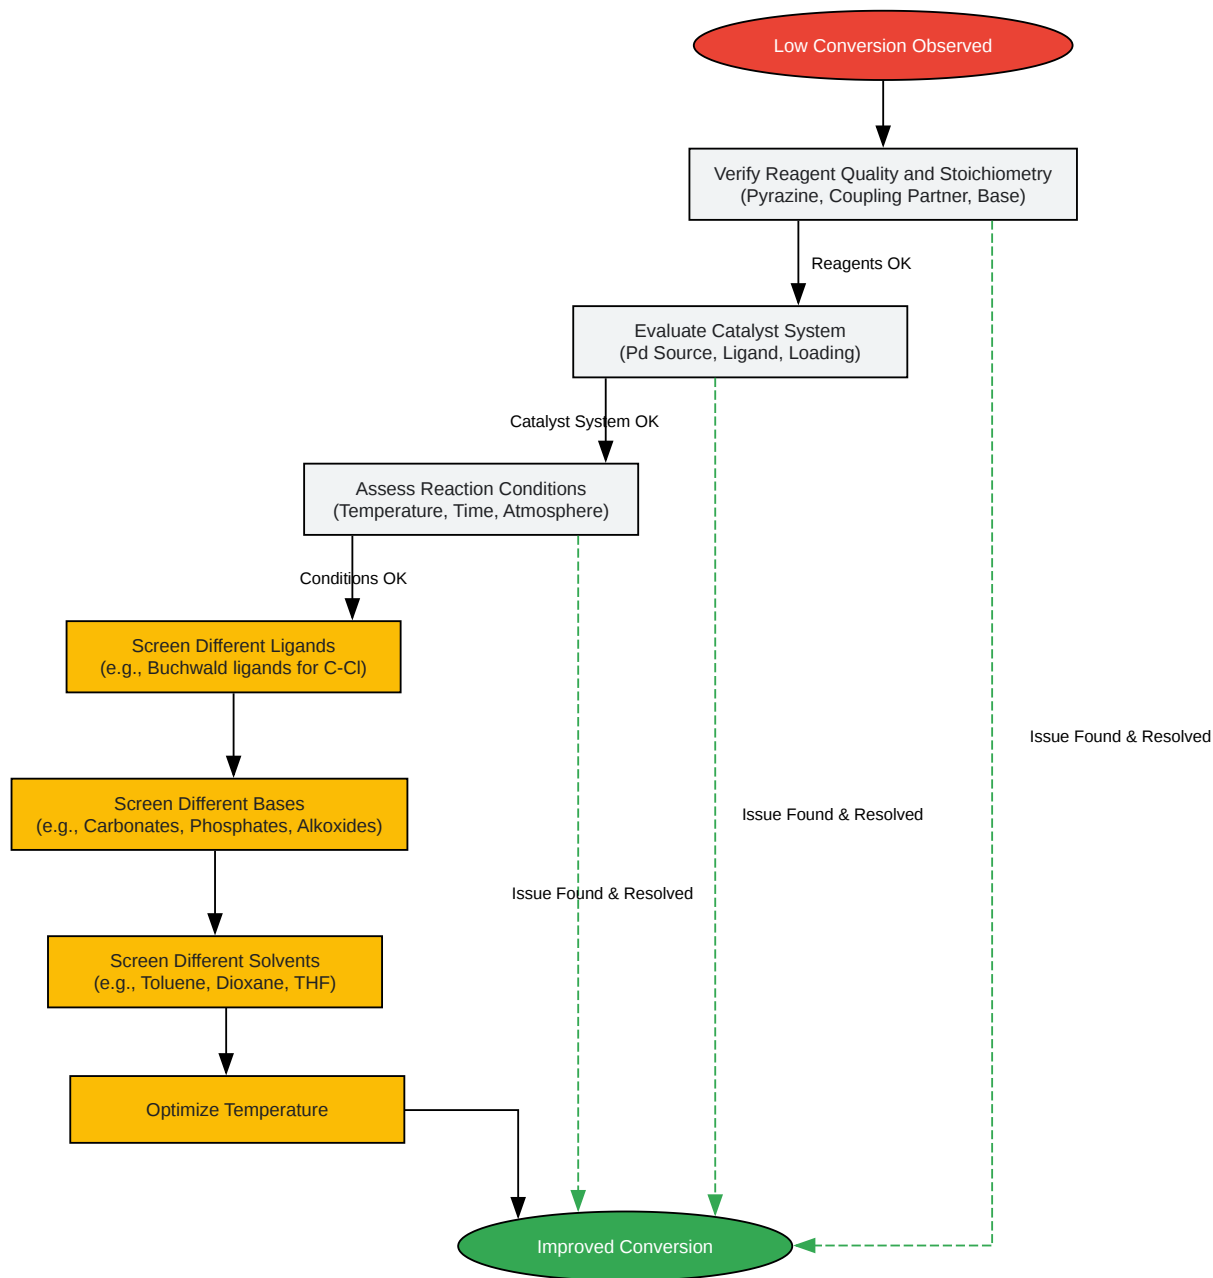 Low Conversion Observed
Verify Reagent Quality and Stoichiometry
(Pyrazine, Coupling Partner, Base)
Reagents OK
Evaluate Catalyst System
(Pd Source, Ligand, Loading)
Catalyst System OK
Assess Reaction Conditions
(Temperature, Time, Atmosphere)
Conditions OK
Screen Different Ligands
(e.g., Buchwald ligands for C-Cl)
Issue Found & Resolved
Screen Different Bases
(e.g., Carbonates, Phosphates, Alkoxides)
Issue Found & Resolved
Issue Found & Resolved
Screen Different Solvents
(e.g., Toluene, Dioxane, THF)
Optimize Temperature
Improved Conversion